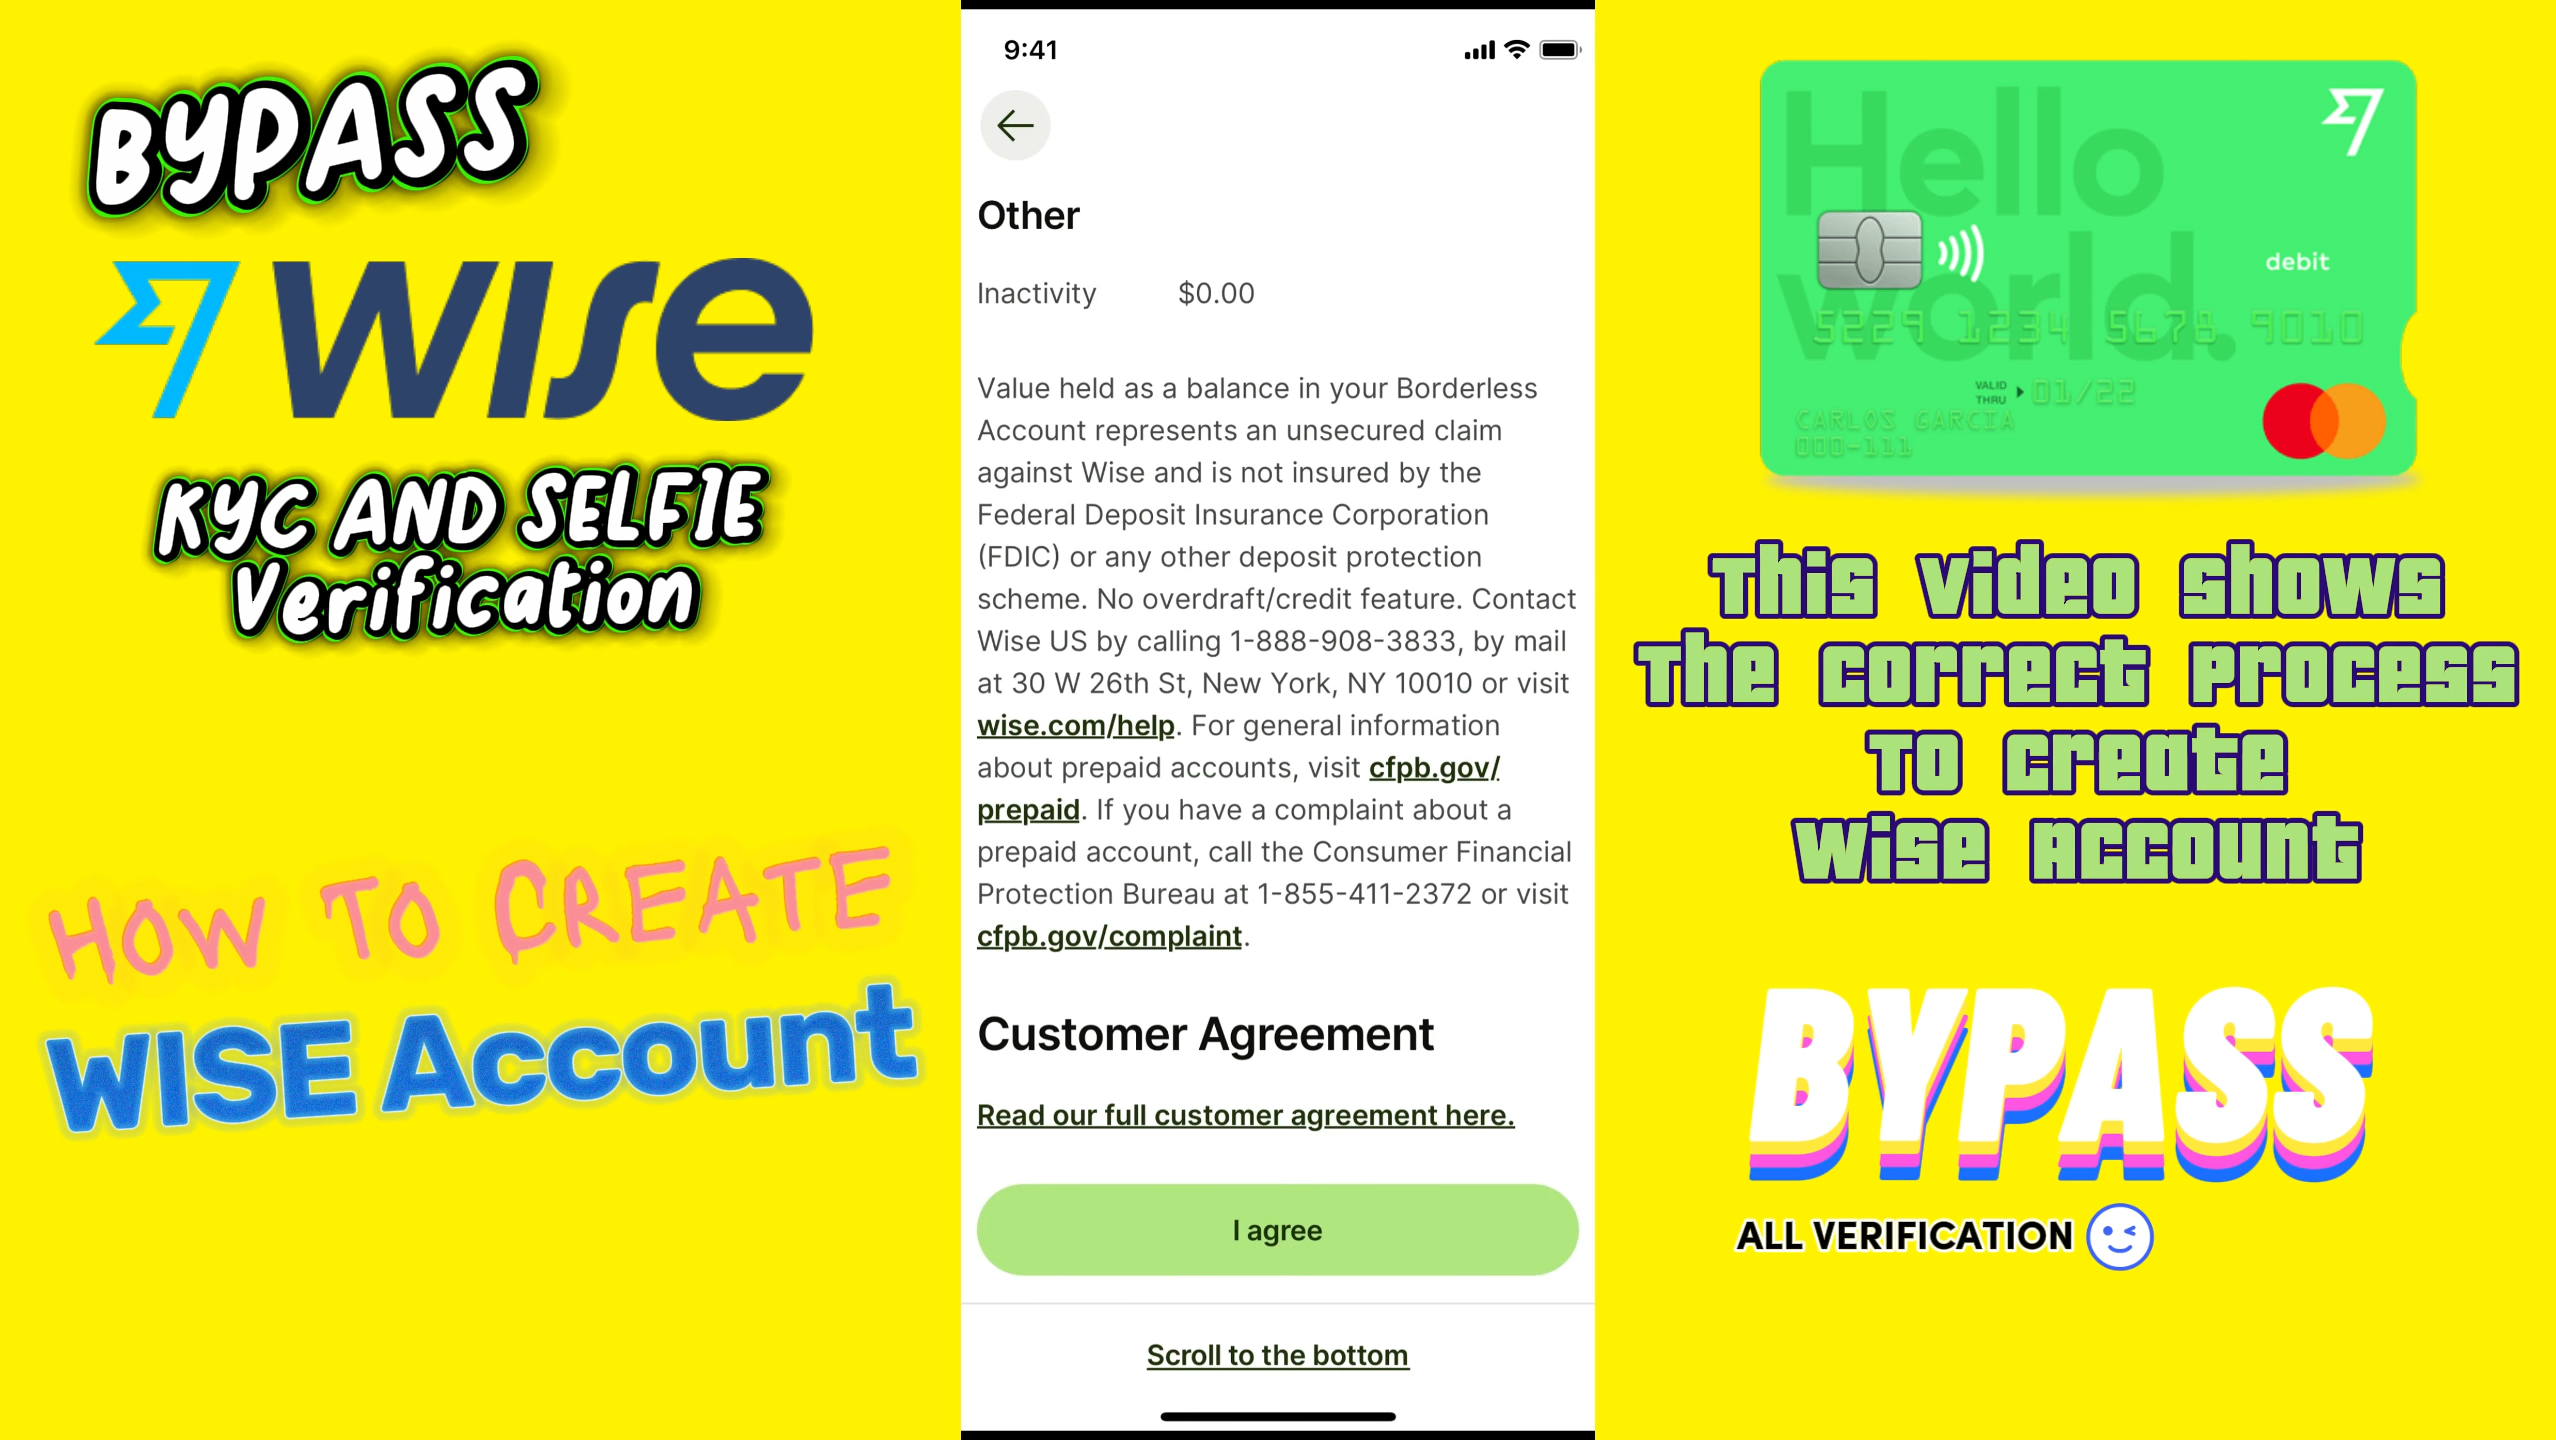 BYPASS
WISE
KYC AND SELFIE
Verification
HOW TO CREATE
WISE Account
9:41
Other
Inactivity $0.00
Value held as a balance in your Borderless
Account represents an unsecured claim
against Wise and is not insured by the
Federal Deposit Insurance Corporation
(FDIC) or any other deposit protection
scheme. No overdraft/credit feature. Contact
Wise US by calling 1-888-908-3833, by mail
at 30 W 26th St, New York, NY 10010 or visit
wise.com/help. For general information
about prepaid accounts, visit cfpb.gov/
prepaid. If you have a complaint about a
prepaid account, call the Consumer Financial
Protection Bureau at 1-855-411-2372 or visit
cfpb.gov/complaint.
Customer Agreement
Read our full customer agreement here.
I agree
Scroll to the bottom
Hello
world.
debit
5229 1234 5678 9010
VALID
THRU 01/22
CARLOS GARCIA
000-111
This video shows
The correct process
To create
Wise Account
BYPASS
ALL VERIFICATION